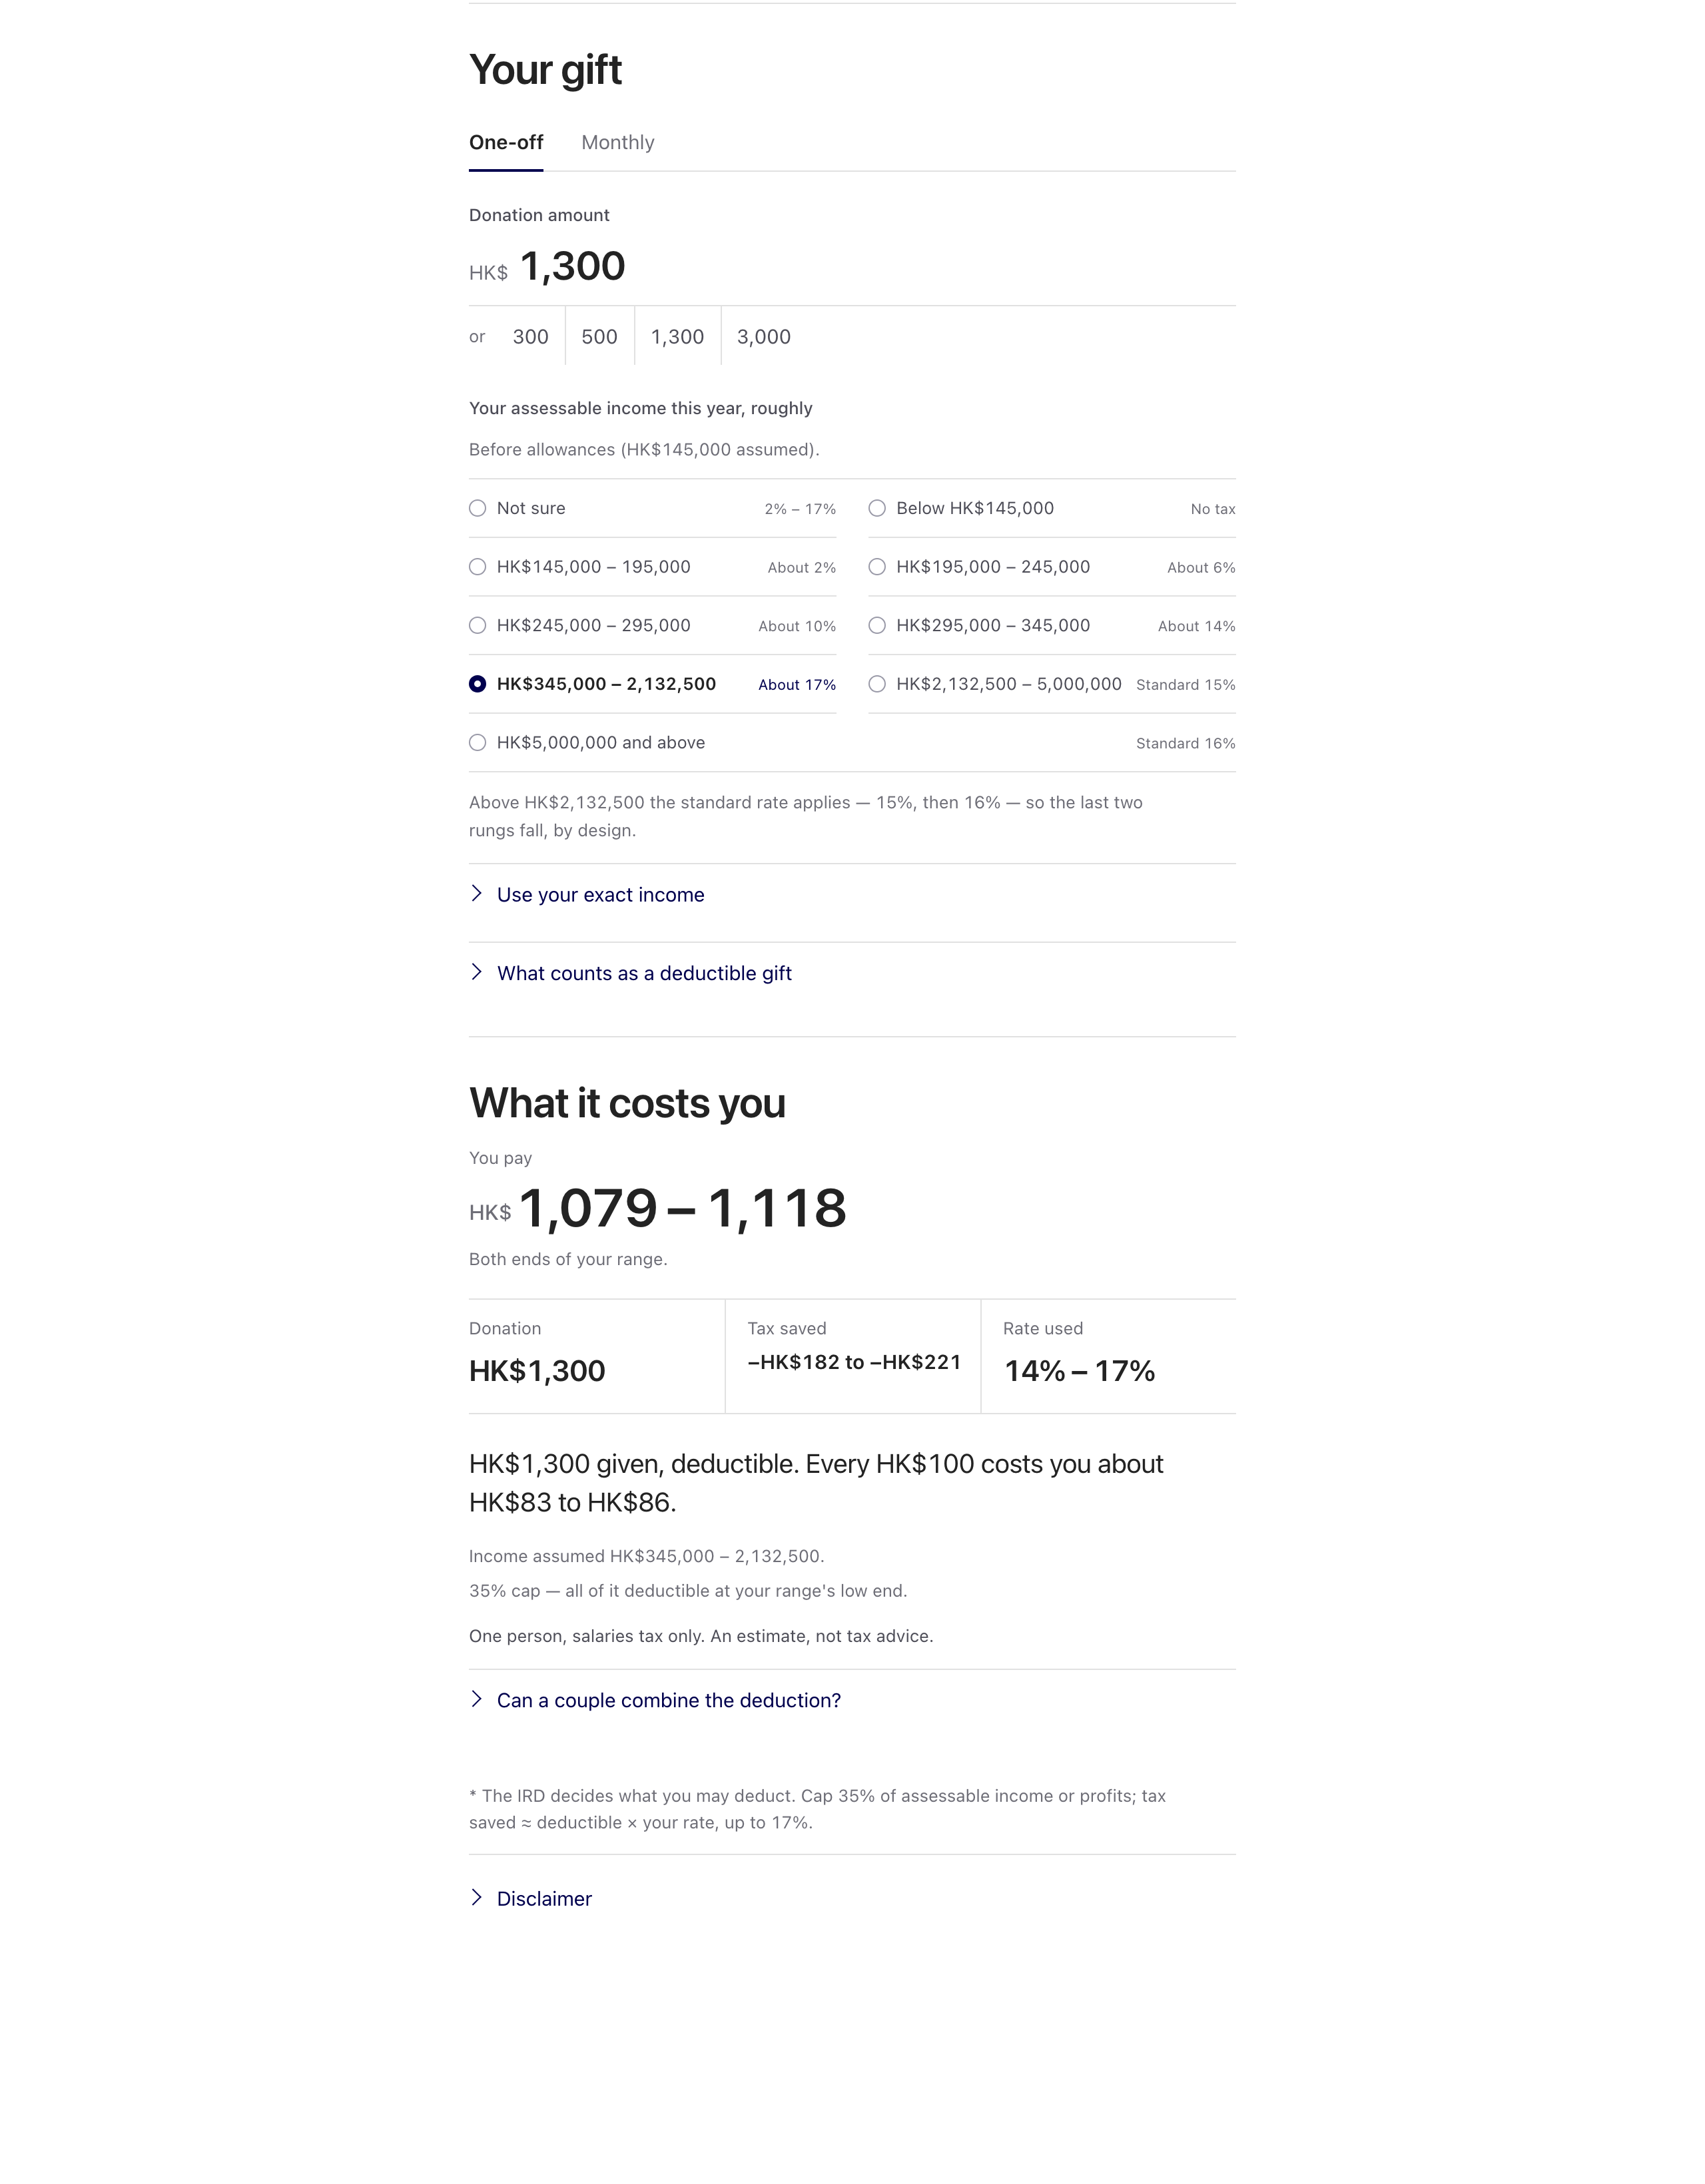 Your gift
One-off Monthly
Donation amount
HK$ 1,300
or 300 500 1,300 3,000
Your assessable income this year, roughly
Before allowances (HK$145,000 assumed).
Not sure 2% – 17% Below HK$145,000 No tax
HK$145,000 – 195,000 About 2% HK$195,000 – 245,000 About 6%
HK$245,000 – 295,000 About 10% HK$295,000 – 345,000 About 14%
HK$345,000 – 2,132,500 About 17% HK$2,132,500 – 5,000,000 Standard 15%
HK$5,000,000 and above Standard 16%
Above HK$2,132,500 the standard rate applies — 15%, then 16% — so the last two
rungs fall, by design.
Use your exact income
What counts as a deductible gift
What it costs you
You pay
HK$ 1,079 – 1,118
Both ends of your range.
Donation Tax saved Rate used
HK$1,300 –HK$182 to –HK$221 14% – 17%
HK$1,300 given, deductible. Every HK$100 costs you about
HK$83 to HK$86.
Income assumed HK$345,000 – 2,132,500.
35% cap — all of it deductible at your range's low end.
One person, salaries tax only. An estimate, not tax advice.
Can a couple combine the deduction?
* The IRD decides what you may deduct. Cap 35% of assessable income or profits; tax
saved ≈ deductible × your rate, up to 17%.
Disclaimer